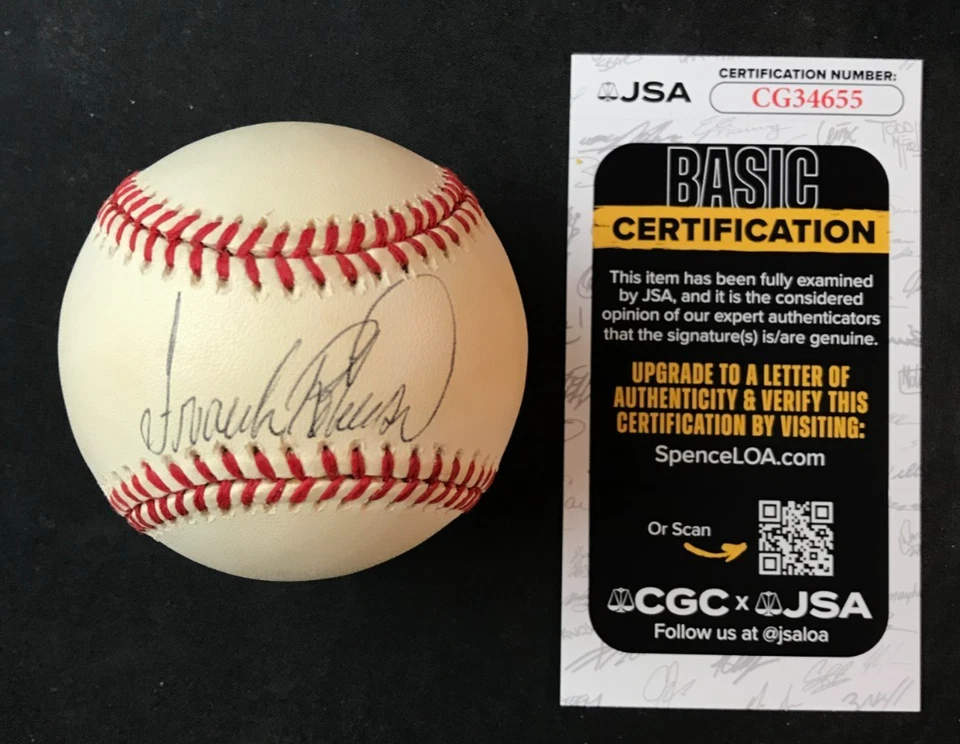 Frank Robinson
JSA
CERTIFICATION NUMBER:
CG34655
BASIC
CERTIFICATION
This item has been fully examined
by JSA, and it is the considered
opinion of our expert authenticators
that the signature(s) is/are genuine.
UPGRADE TO A LETTER OF
AUTHENTICITY & VERIFY THIS
CERTIFICATION BY VISITING:
SpenceLOA.com
Or Scan
CGC x JSA
Follow us at @jsaloa